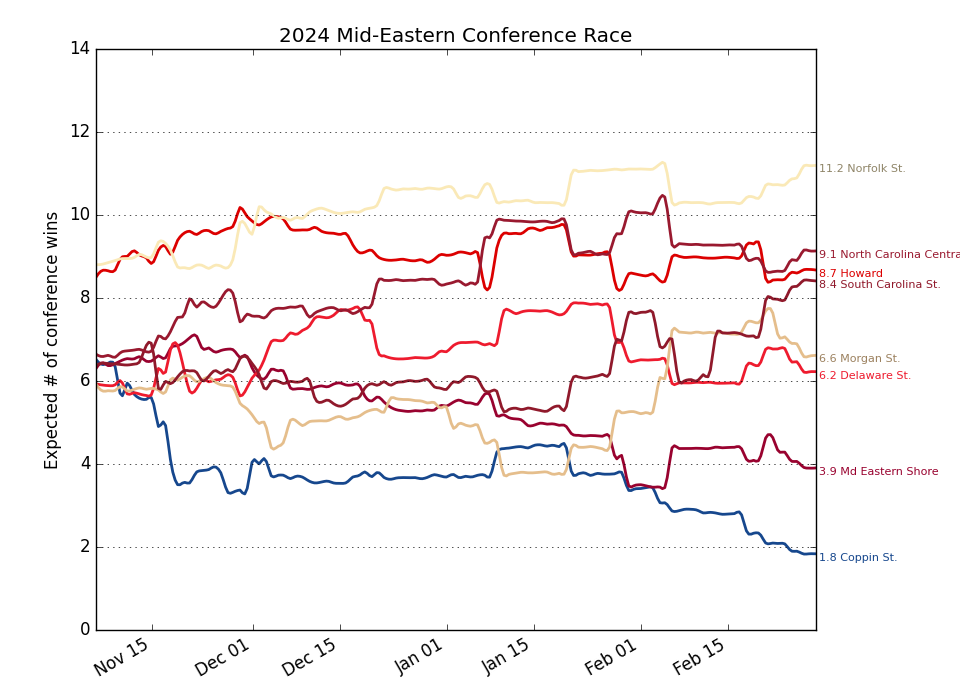 2024 Mid-Eastern Conference Race
Expected # of conference wins
14
12
10
8
6
4
2
0
Nov 15
Dec 01
Dec 15
Jan 01
Jan 15
Feb 01
Feb 15
11.2 Norfolk St.
9.1 North Carolina Centra
8.7 Howard
8.4 South Carolina St.
6.6 Morgan St.
6.2 Delaware St.
3.9 Md Eastern Shore
1.8 Coppin St.